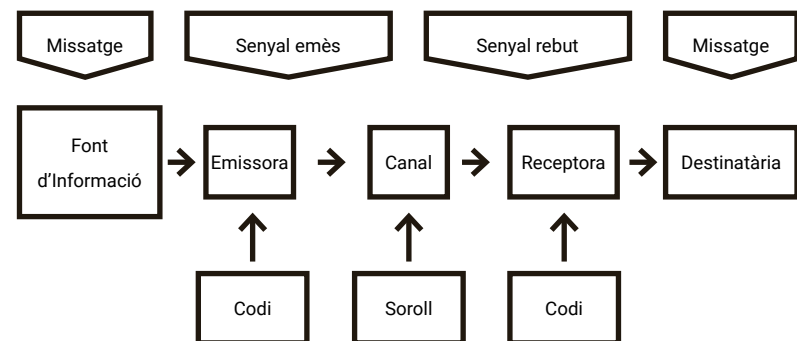 Missatge
Senyal emès
Senyal rebut
Missatge
Font
d'Informació
Emissora
Canal
Receptora
Destinatària
Codi
Soroll
Codi